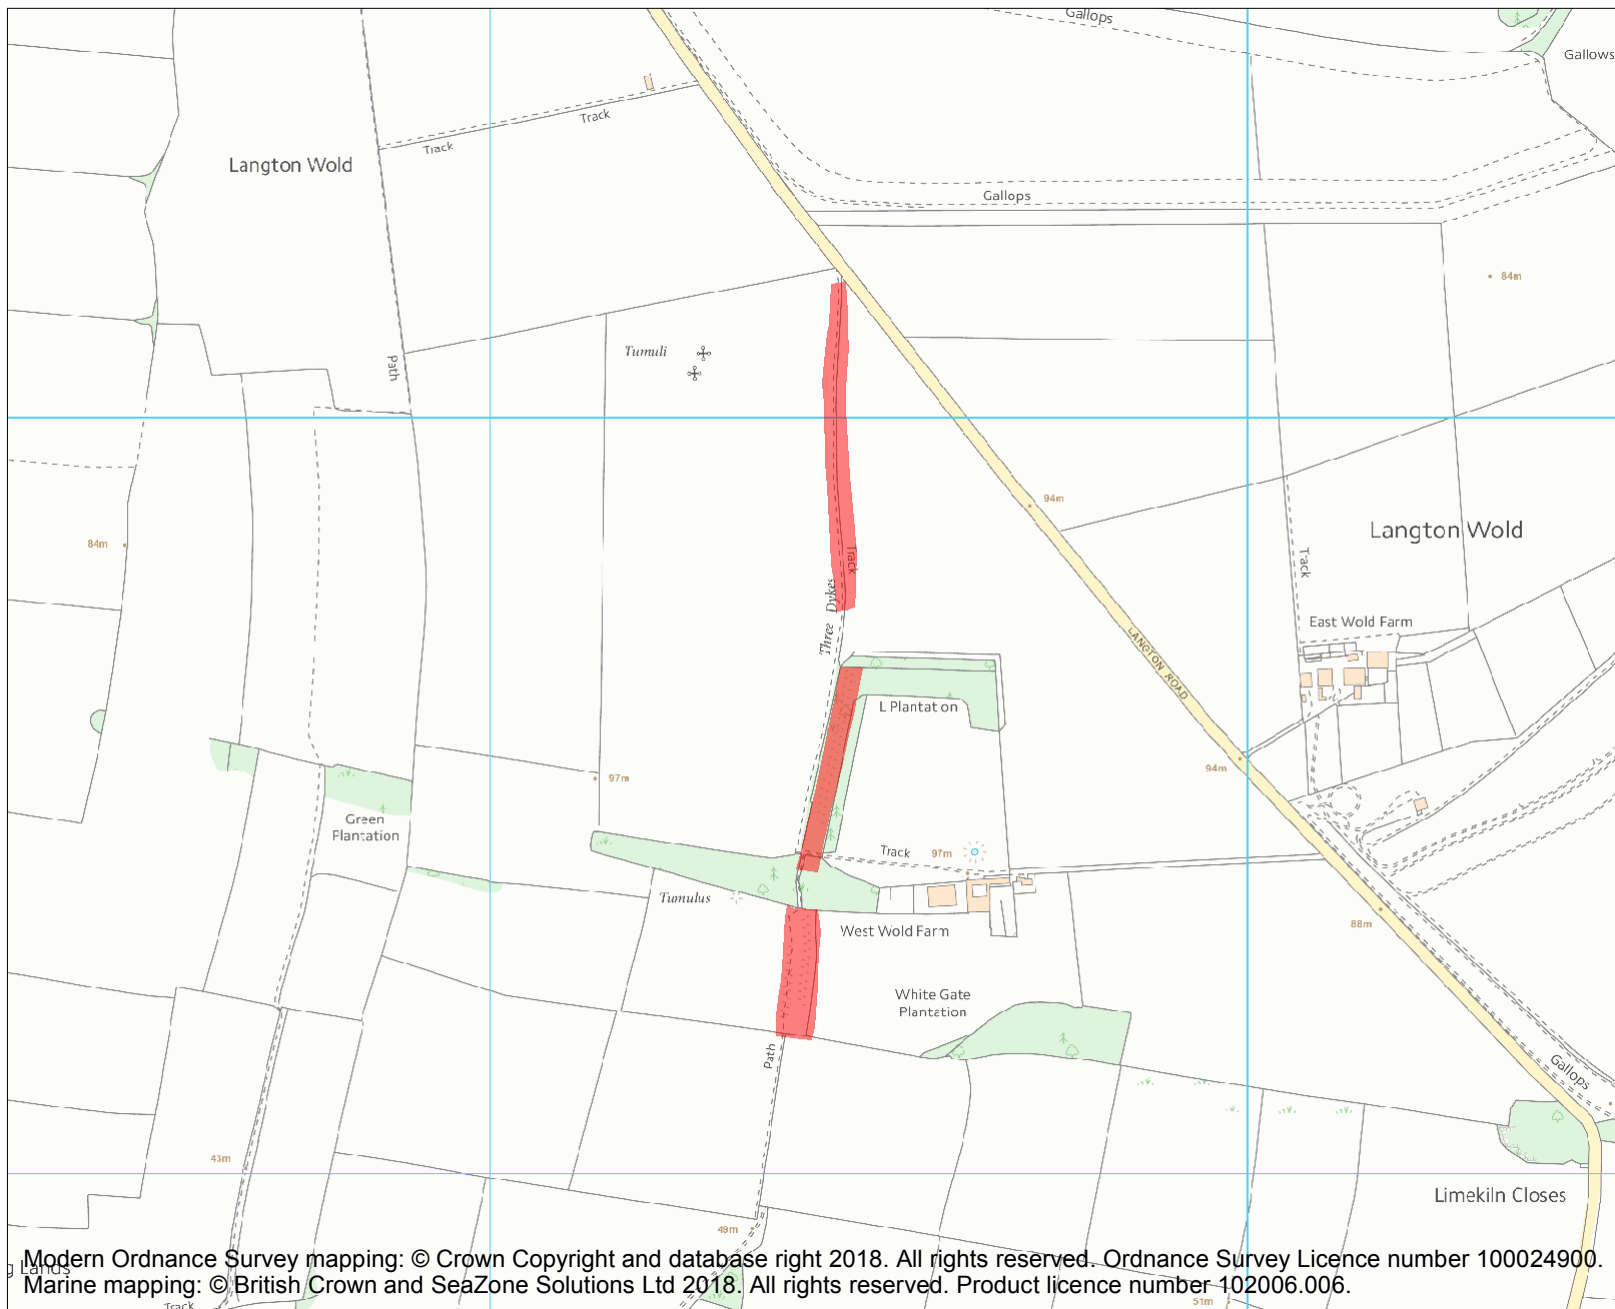 Gallops
Gallows
Track
Track
Langton Wold
Gallops
84m
Tumuli
Path
94m
Langton Wold
84m
Track
Track
Three Dykes
East Wold Farm
LANGTON ROAD
L Plantat on
94m
97m
Green
Plantation
Track
97m
Tumulus
88m
West Wold Farm
White Gate
Plantation
Path
Gallops
43m
Limekiln Closes
49m
Modern Ordnance Survey mapping: © Crown Copyright and database right 2018. All rights reserved. Ordnance Survey Licence number 100024900.
g Lands
Marine mapping: © British Crown and SeaZone Solutions Ltd 2018. All rights reserved. Product licence number 102006.006.
Track
51m